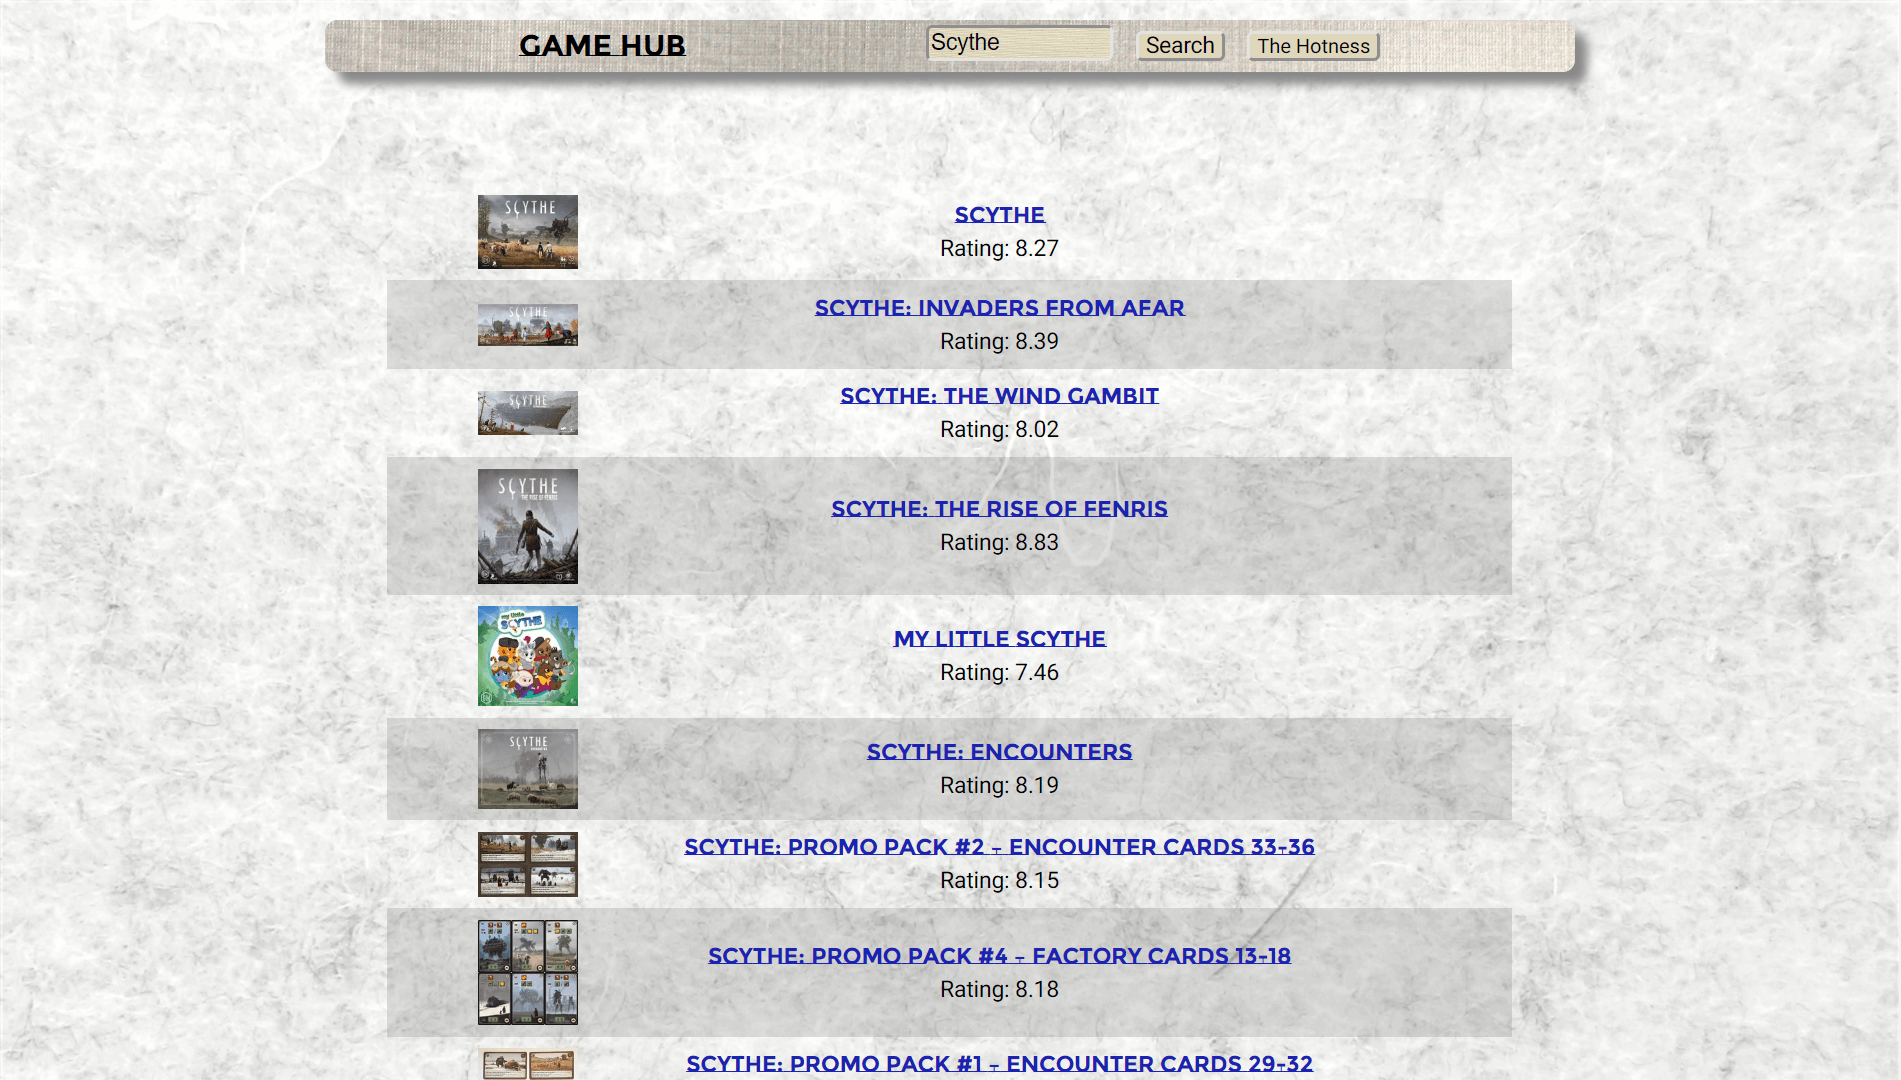 GAME HUB
Scythe
Search
The Hotness
SCYTHE
SCYTHE
Rating: 8.27
SCYTHE
SCYTHE: INVADERS FROM AFAR
Rating: 8.39
SCYTHE
SCYTHE: THE WIND GAMBIT
Rating: 8.02
SCYTHE
THE RISE OF FENRIS
SCYTHE: THE RISE OF FENRIS
Rating: 8.83
my little
SCYTHE
MY LITTLE SCYTHE
Rating: 7.46
SCYTHE
SCYTHE: ENCOUNTERS
Rating: 8.19
SCYTHE: PROMO PACK #2 – ENCOUNTER CARDS 33-36
Rating: 8.15
SCYTHE: PROMO PACK #4 – FACTORY CARDS 13-18
Rating: 8.18
SCYTHE: PROMO PACK #1 – ENCOUNTER CARDS 29-32